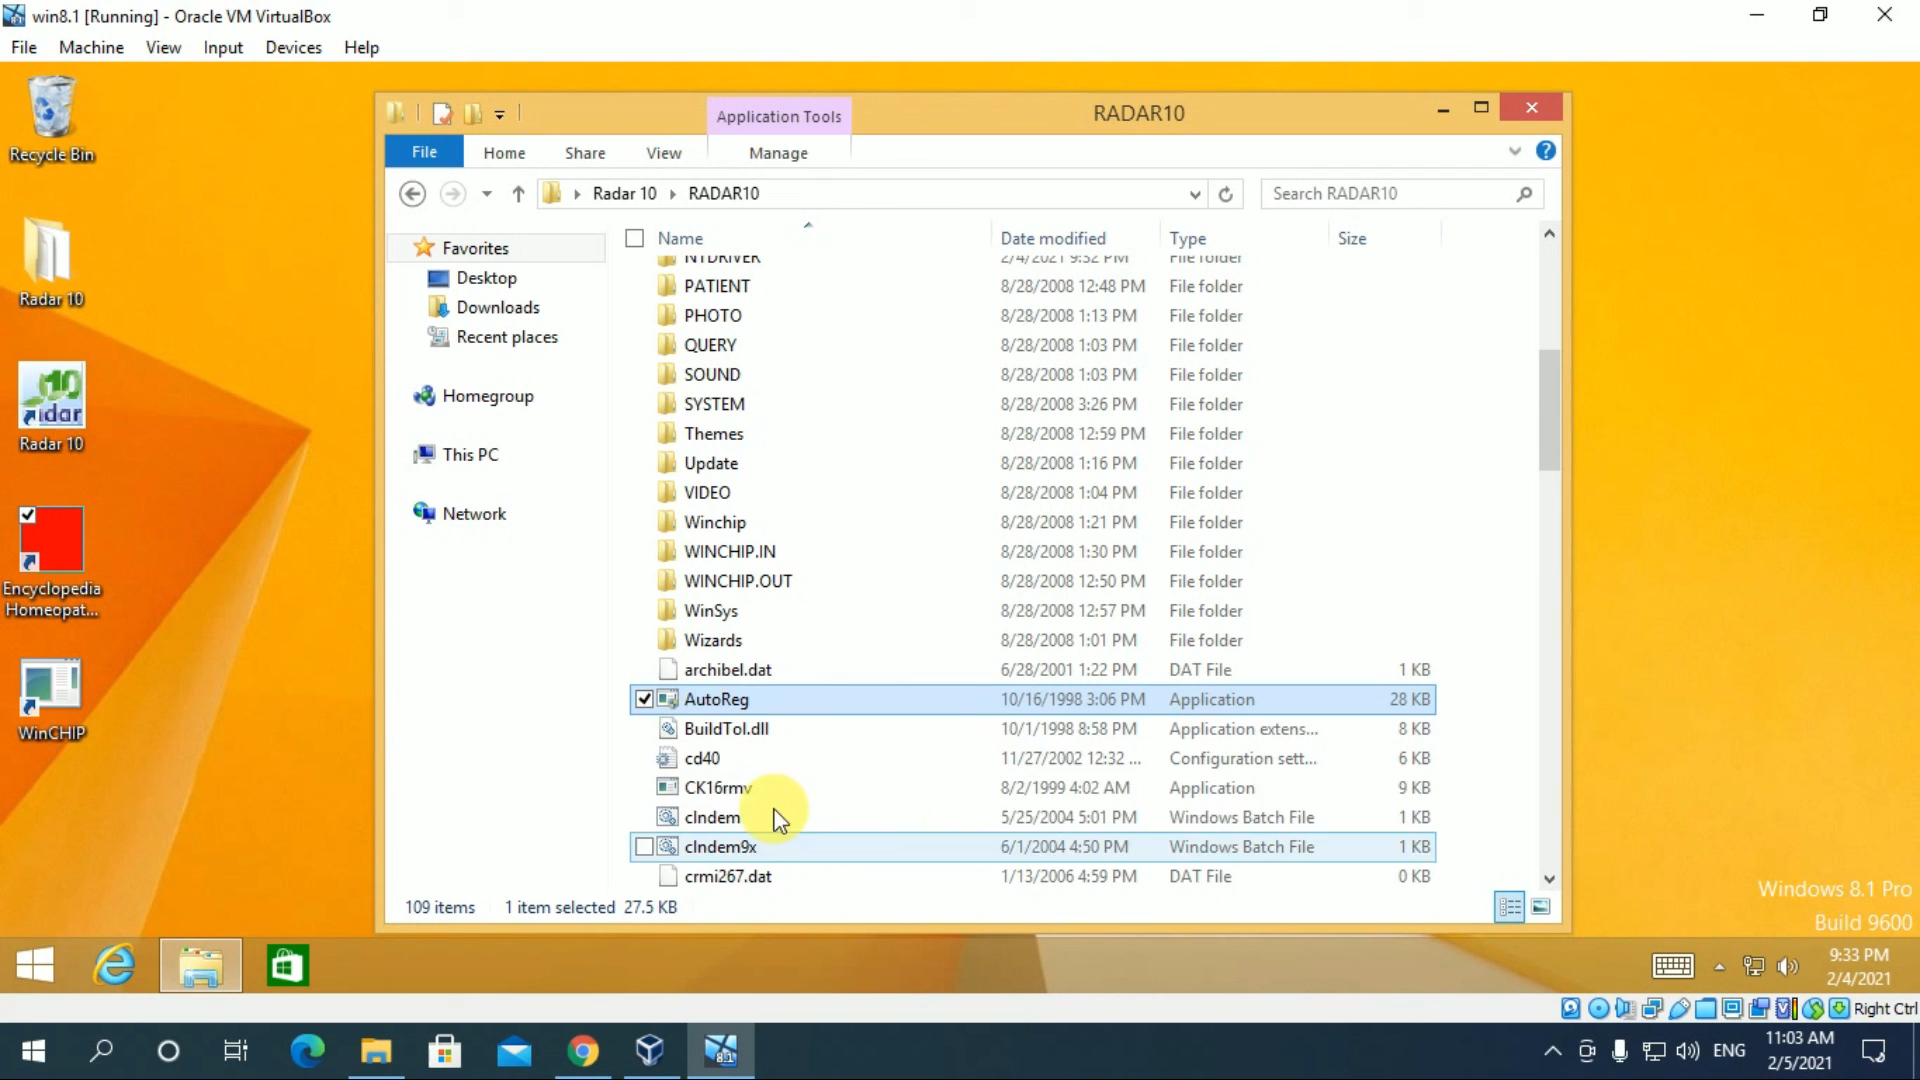 win8.1 [Running] - Oracle VM VirtualBox
File Machine View Input Devices Help
Recycle Bin
Radar 10
Radar 10
Encyclopedia
Homeopat...
WinCHIP
Application Tools
RADAR10
File Home Share View Manage
Radar 10 RADAR10
Search RADAR10
Favorites
Desktop
Downloads
Recent places
Homegroup
This PC
Network
Name Date modified Type Size
NTDRIVER 2/4/2021 9:32 PM File folder
PATIENT 8/28/2008 12:48 PM File folder
PHOTO 8/28/2008 1:13 PM File folder
QUERY 8/28/2008 1:03 PM File folder
SOUND 8/28/2008 1:03 PM File folder
SYSTEM 8/28/2008 3:26 PM File folder
Themes 8/28/2008 12:59 PM File folder
Update 8/28/2008 1:16 PM File folder
VIDEO 8/28/2008 1:04 PM File folder
Winchip 8/28/2008 1:21 PM File folder
WINCHIP.IN 8/28/2008 1:30 PM File folder
WINCHIP.OUT 8/28/2008 12:50 PM File folder
WinSys 8/28/2008 12:57 PM File folder
Wizards 8/28/2008 1:01 PM File folder
archibel.dat 6/28/2001 1:22 PM DAT File 1 KB
AutoReg 10/16/1998 3:06 PM Application 28 KB
BuildTol.dll 10/1/1998 8:58 PM Application extens... 8 KB
cd40 11/27/2002 12:32 ... Configuration sett... 6 KB
CK16rmv 8/2/1999 4:02 AM Application 9 KB
clndem 5/25/2004 5:01 PM Windows Batch File 1 KB
clndem9x 6/1/2004 4:50 PM Windows Batch File 1 KB
crmi267.dat 1/13/2006 4:59 PM DAT File 0 KB
109 items 1 item selected 27.5 KB
Windows 8.1 Pro
Build 9600
9:33 PM
2/4/2021
Right Ctrl
ENG
11:03 AM
2/5/2021